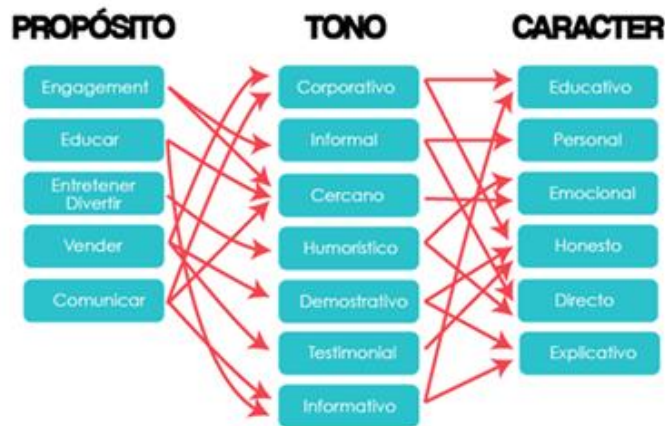 PROPÓSITO
Engagement
Educar
Entretener
Divertir
Vender
Comunicar
TONO
Corporativo
Informal
Cercano
Humorístico
Demostrativo
Testimonial
Informativo
CARACTER
Educativo
Personal
Emocional
Honesto
Directo
Explicativo